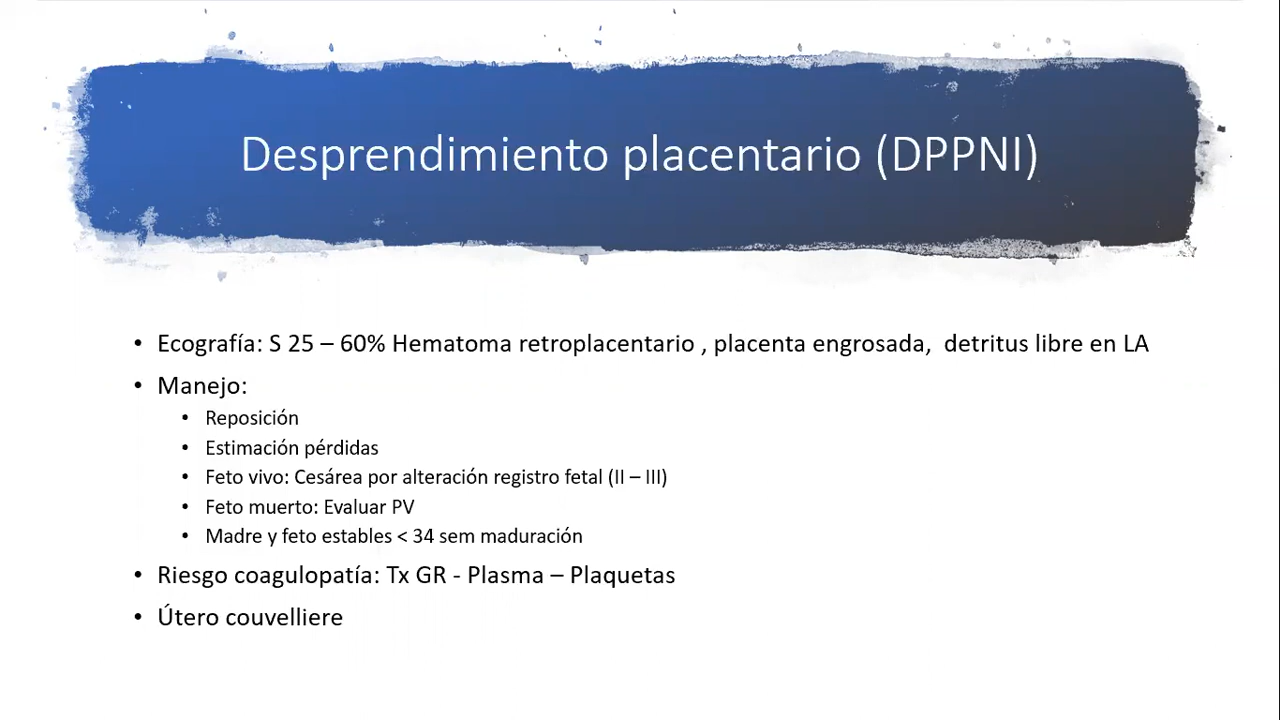 Desprendimiento placentario (DPPNI)
• Ecografía: S 25 – 60% Hematoma retroplacentario , placenta engrosada, detritus libre en LA
• Manejo:
• Reposición
• Estimación pérdidas
• Feto vivo: Cesárea por alteración registro fetal (II – III)
• Feto muerto: Evaluar PV
• Madre y feto estables < 34 sem maduración
• Riesgo coagulopatía: Tx GR - Plasma – Plaquetas
• Útero couvelliere